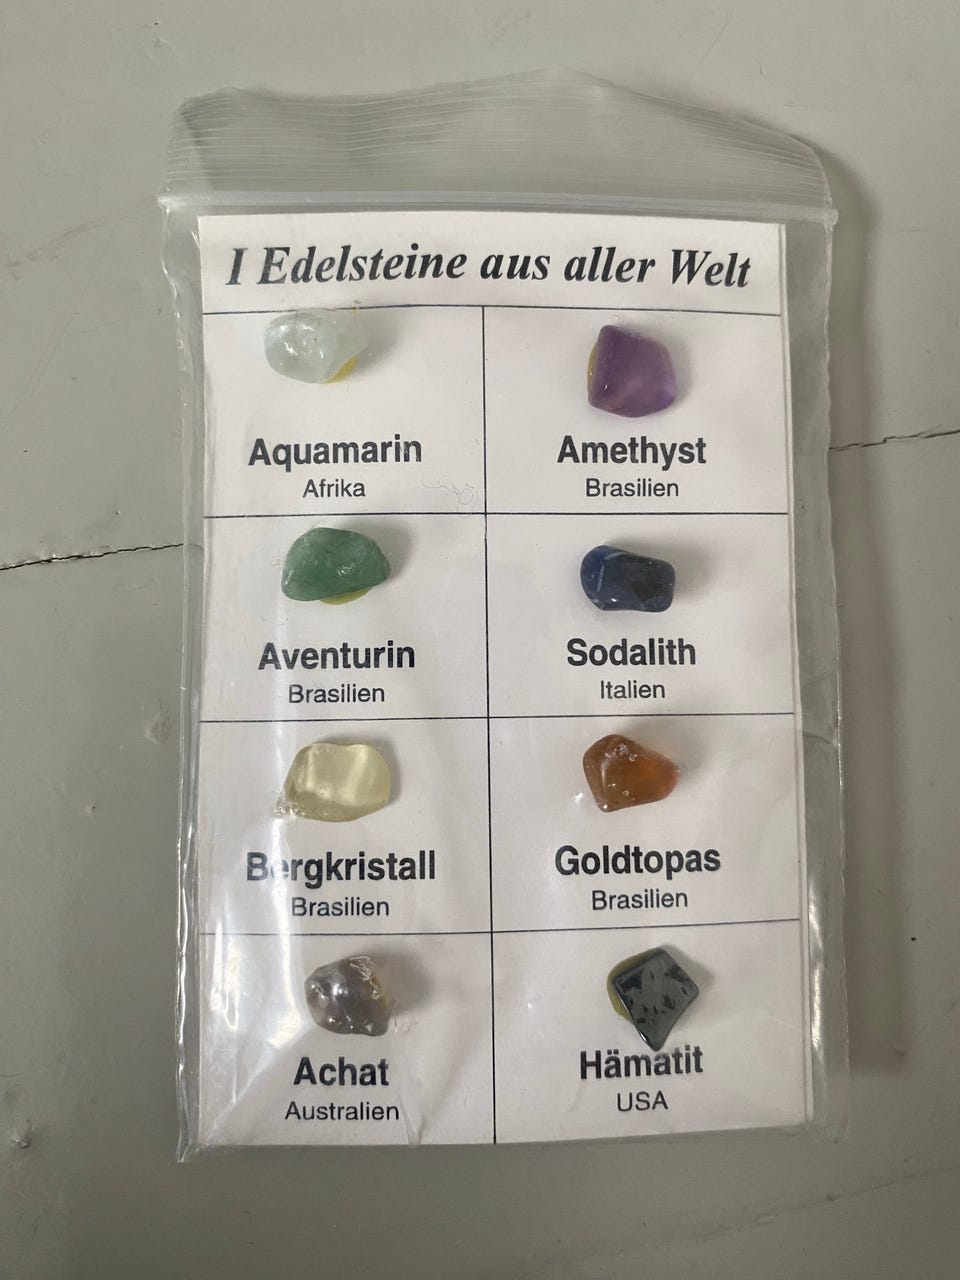 I Edelsteine aus aller Welt
Aquamarin
Afrika
Amethyst
Brasilien
Aventurin
Brasilien
Sodalith
Italien
Bergkristall
Brasilien
Goldtopas
Brasilien
Achat
Australien
Hämatit
USA